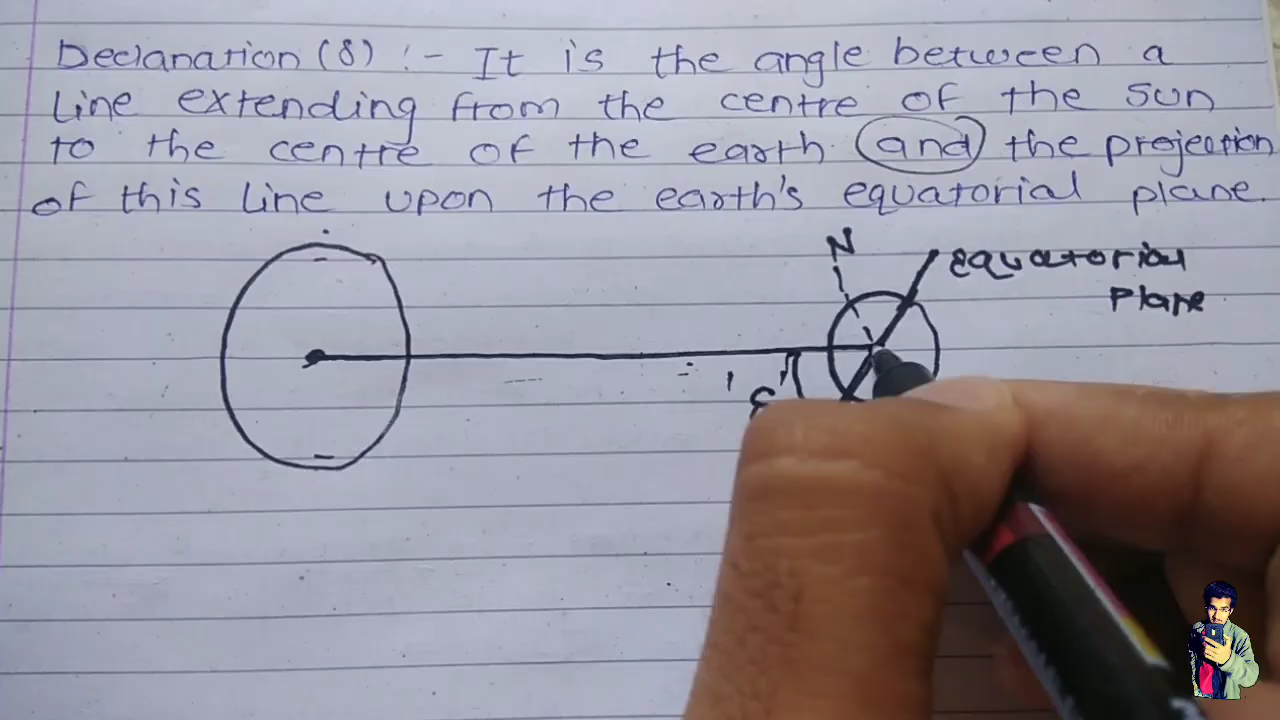 Declanation (δ) :- It is the angle between a
Line extending from the centre of the sun
to the centre of the earth and the projection
of this line upon the earth's equatorial plane.
N
equatorial
Plane
δ